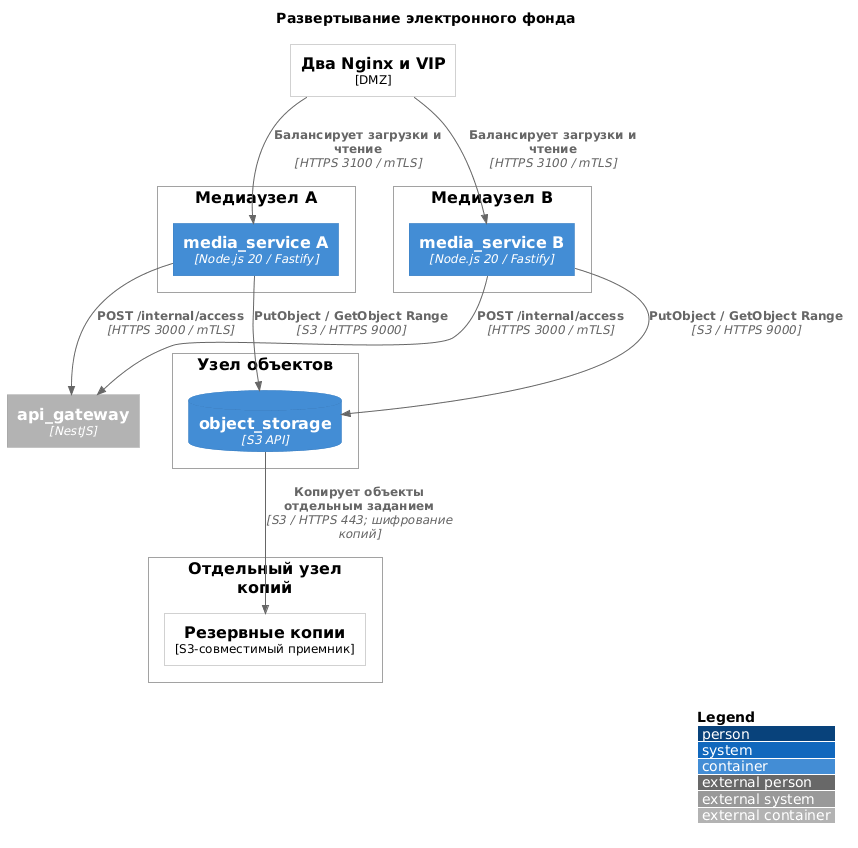 Развертывание электронного фонда
Два Nginx и VIP
[DMZ]
Балансирует загрузки и
чтение
[HTTPS 3100 / mTLS]
Балансирует загрузки и
чтение
[HTTPS 3100 / mTLS]
Медиаузел A
media_service A
[Node.js 20 / Fastify]
Медиаузел B
media_service B
[Node.js 20 / Fastify]
POST /internal/access
[HTTPS 3000 / mTLS]
PutObject / GetObject Range
[S3 / HTTPS 9000]
POST /internal/access
[HTTPS 3000 / mTLS]
PutObject / GetObject Range
[S3 / HTTPS 9000]
api_gateway
[NestJS]
Узел объектов
object_storage
[S3 API]
Копирует объекты
отдельным заданием
[S3 / HTTPS 443; шифрование
копий]
Отдельный узел
копий
Резервные копии
[S3-совместимый приемник]
Legend
person
system
container
external person
external system
external container